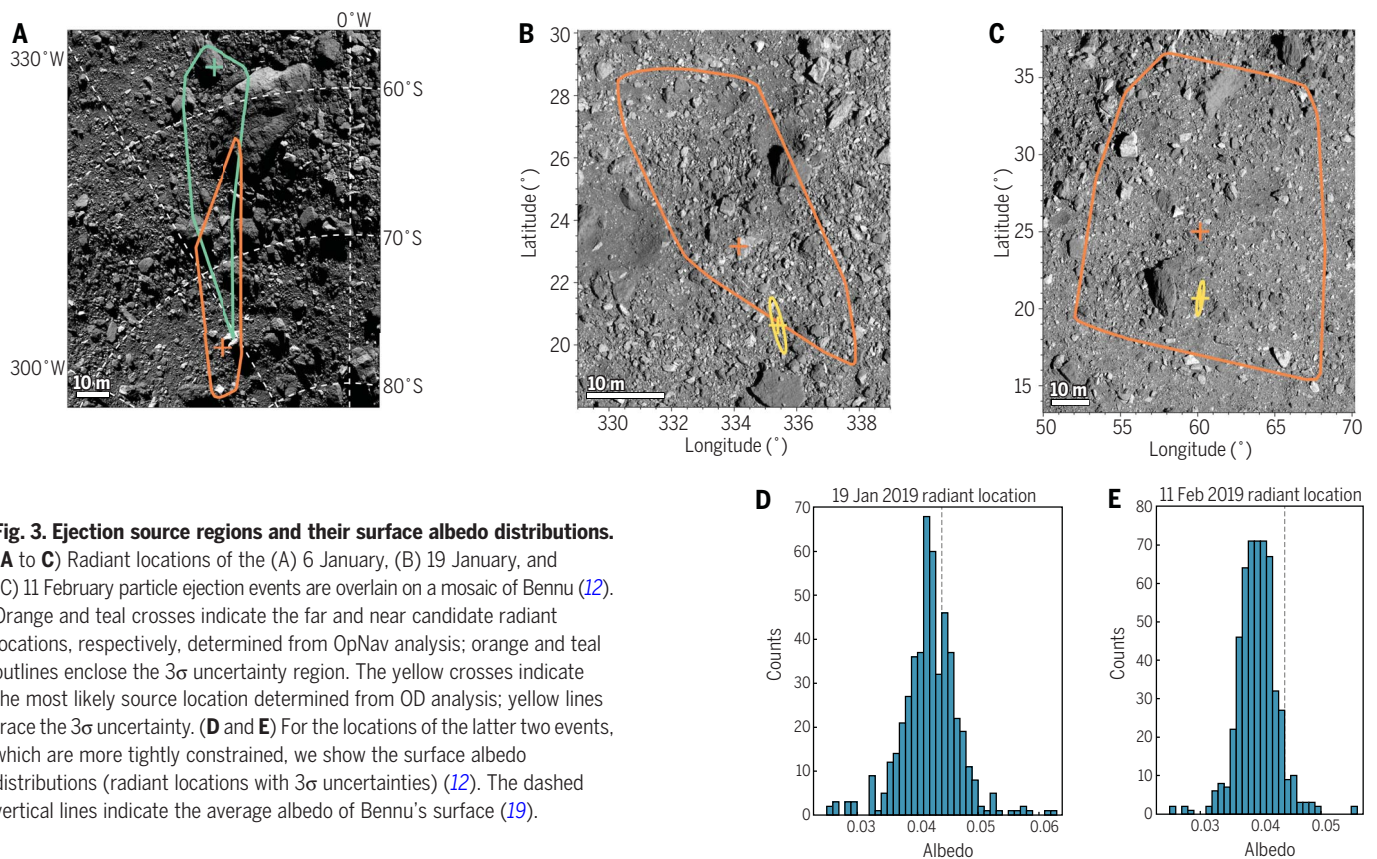 A
0°W
330°W
60°S
70°S
300°W
80°S
10 m
B
30
28
26
24
22
20
Latitude (°)
10 m
330 332 334 336 338
Longitude (°)
C
35
30
25
20
15
Latitude (°)
10 m
50 55 60 65 70
Longitude (°)
Fig. 3. Ejection source regions and their surface albedo distributions.
A to C) Radiant locations of the (A) 6 January, (B) 19 January, and
C) 11 February particle ejection events are overlain on a mosaic of Bennu (12).
Orange and teal crosses indicate the far and near candidate radiant
ocations, respectively, determined from OpNav analysis; orange and teal
outlines enclose the 3σ uncertainty region. The yellow crosses indicate
he most likely source location determined from OD analysis; yellow lines
race the 3σ uncertainty. (D and E) For the locations of the latter two events,
which are more tightly constrained, we show the surface albedo
distributions (radiant locations with 3σ uncertainties) (12). The dashed
vertical lines indicate the average albedo of Bennu's surface (19).
D
19 Jan 2019 radiant location
70
60
50
40
30
20
10
0
Counts
0.03 0.04 0.05 0.06
Albedo
E
11 Feb 2019 radiant location
80
70
60
50
40
30
20
10
0
Counts
0.03 0.04 0.05
Albedo